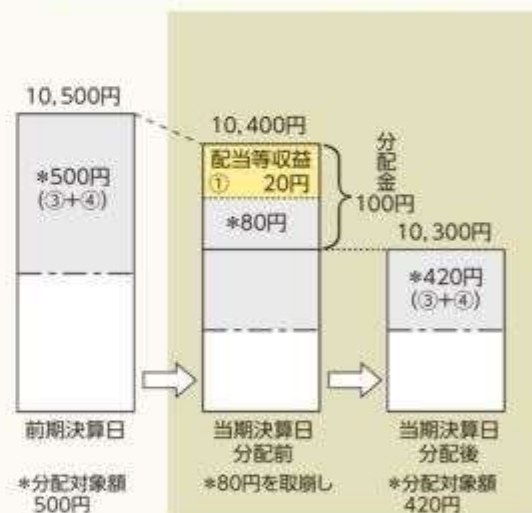 10,500円
*500円
(③+④)
10,400円
配当等収益
① 20円
*80円
分配金
100円
10,300円
*420円
(③+④)
前期決算日
当期決算日
分配前
当期決算日
分配後
*分配対象額
500円
*80円を取崩し
*分配対象額
420円